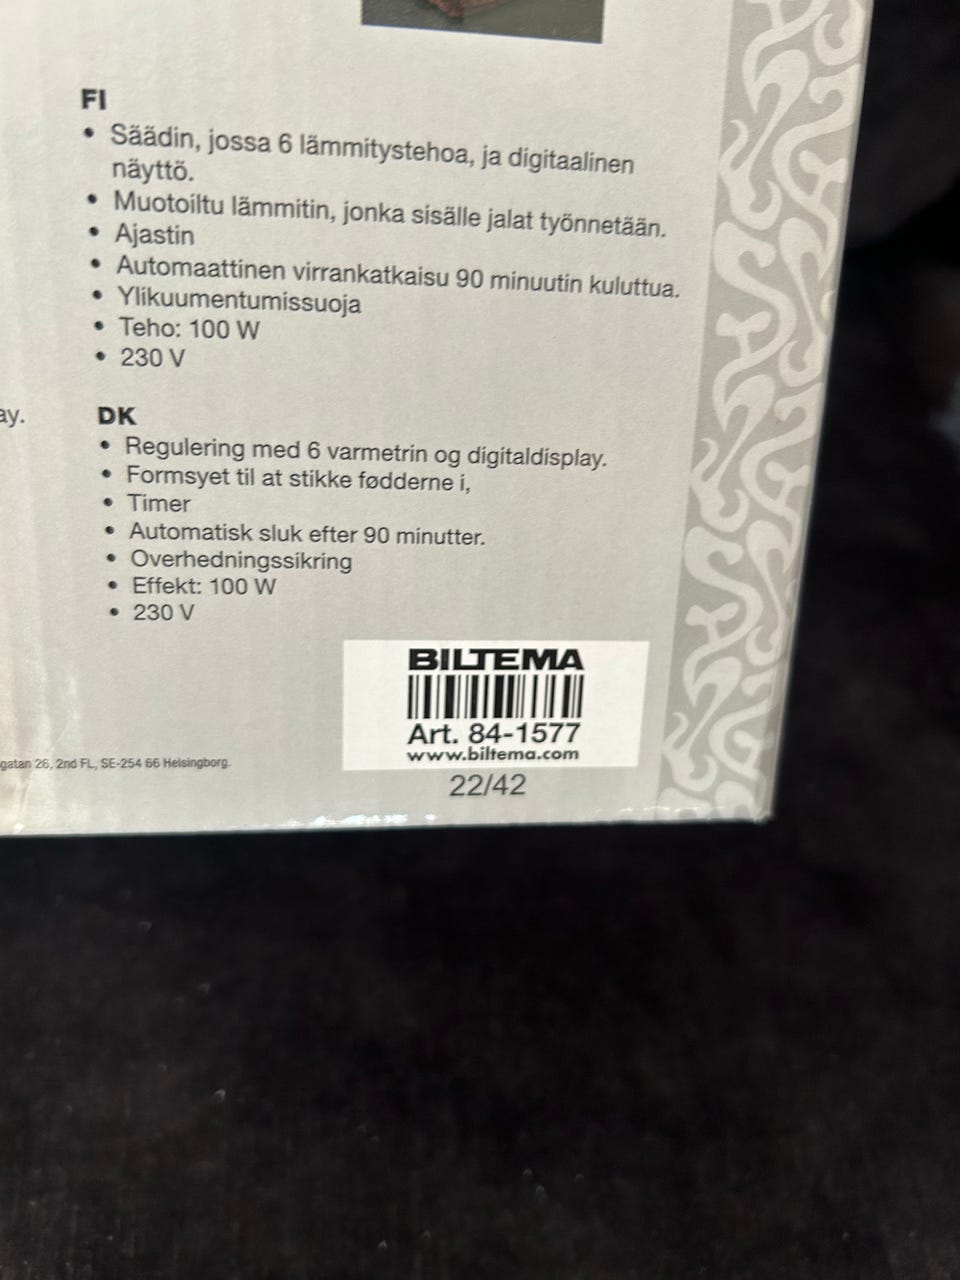 FI
• Säädin, jossa 6 lämmitystehoa, ja digitaalinen
näyttö.
• Muotoiltu lämmitin, jonka sisälle jalat työnnetään.
• Ajastin
• Automaattinen virrankatkaisu 90 minuutin kuluttua.
• Ylikuumentumissuoja
• Teho: 100 W
• 230 V
ay.
DK
• Regulering med 6 varmetrin og digitaldisplay.
• Formsyet til at stikke fødderne i,
• Timer
• Automatisk sluk efter 90 minutter.
• Overhedningssikring
• Effekt: 100 W
• 230 V
BILTEMA
Art. 84-1577
www.biltema.com
gatan 26, 2nd FL, SE-254 66 Helsingborg.
22/42